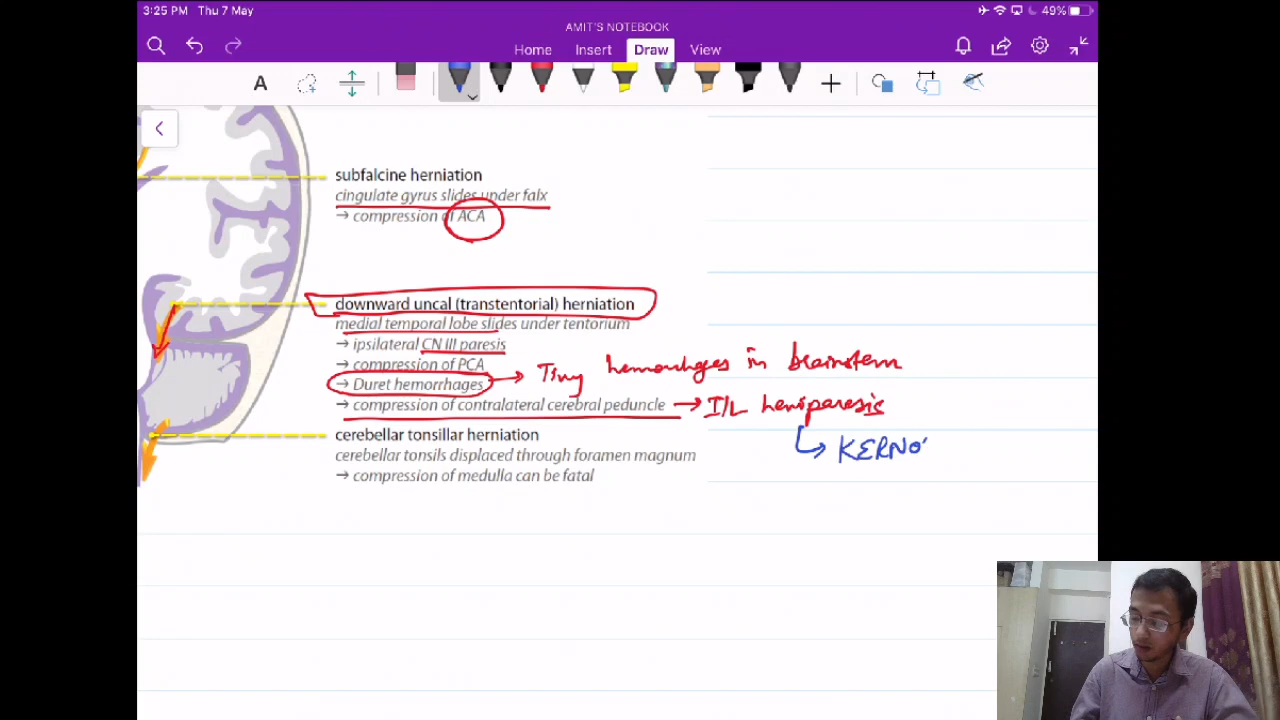 3:25 PM Thu 7 May
49%
AMIT'S NOTEBOOK
Home Insert Draw View
A
subfalcine herniation
cingulate gyrus slides under falx
→ compression of ACA
downward uncal (transtentorial) herniation
medial temporal lobe slides under tentorium
→ ipsilateral CN III paresis
→ compression of PCA
→ Duret hemorrhages → Tiny hemorrhages in brainstem
→ compression of contralateral cerebral peduncle → I/L hemiparesis
↳ KERNO'
cerebellar tonsillar herniation
cerebellar tonsils displaced through foramen magnum
→ compression of medulla can be fatal